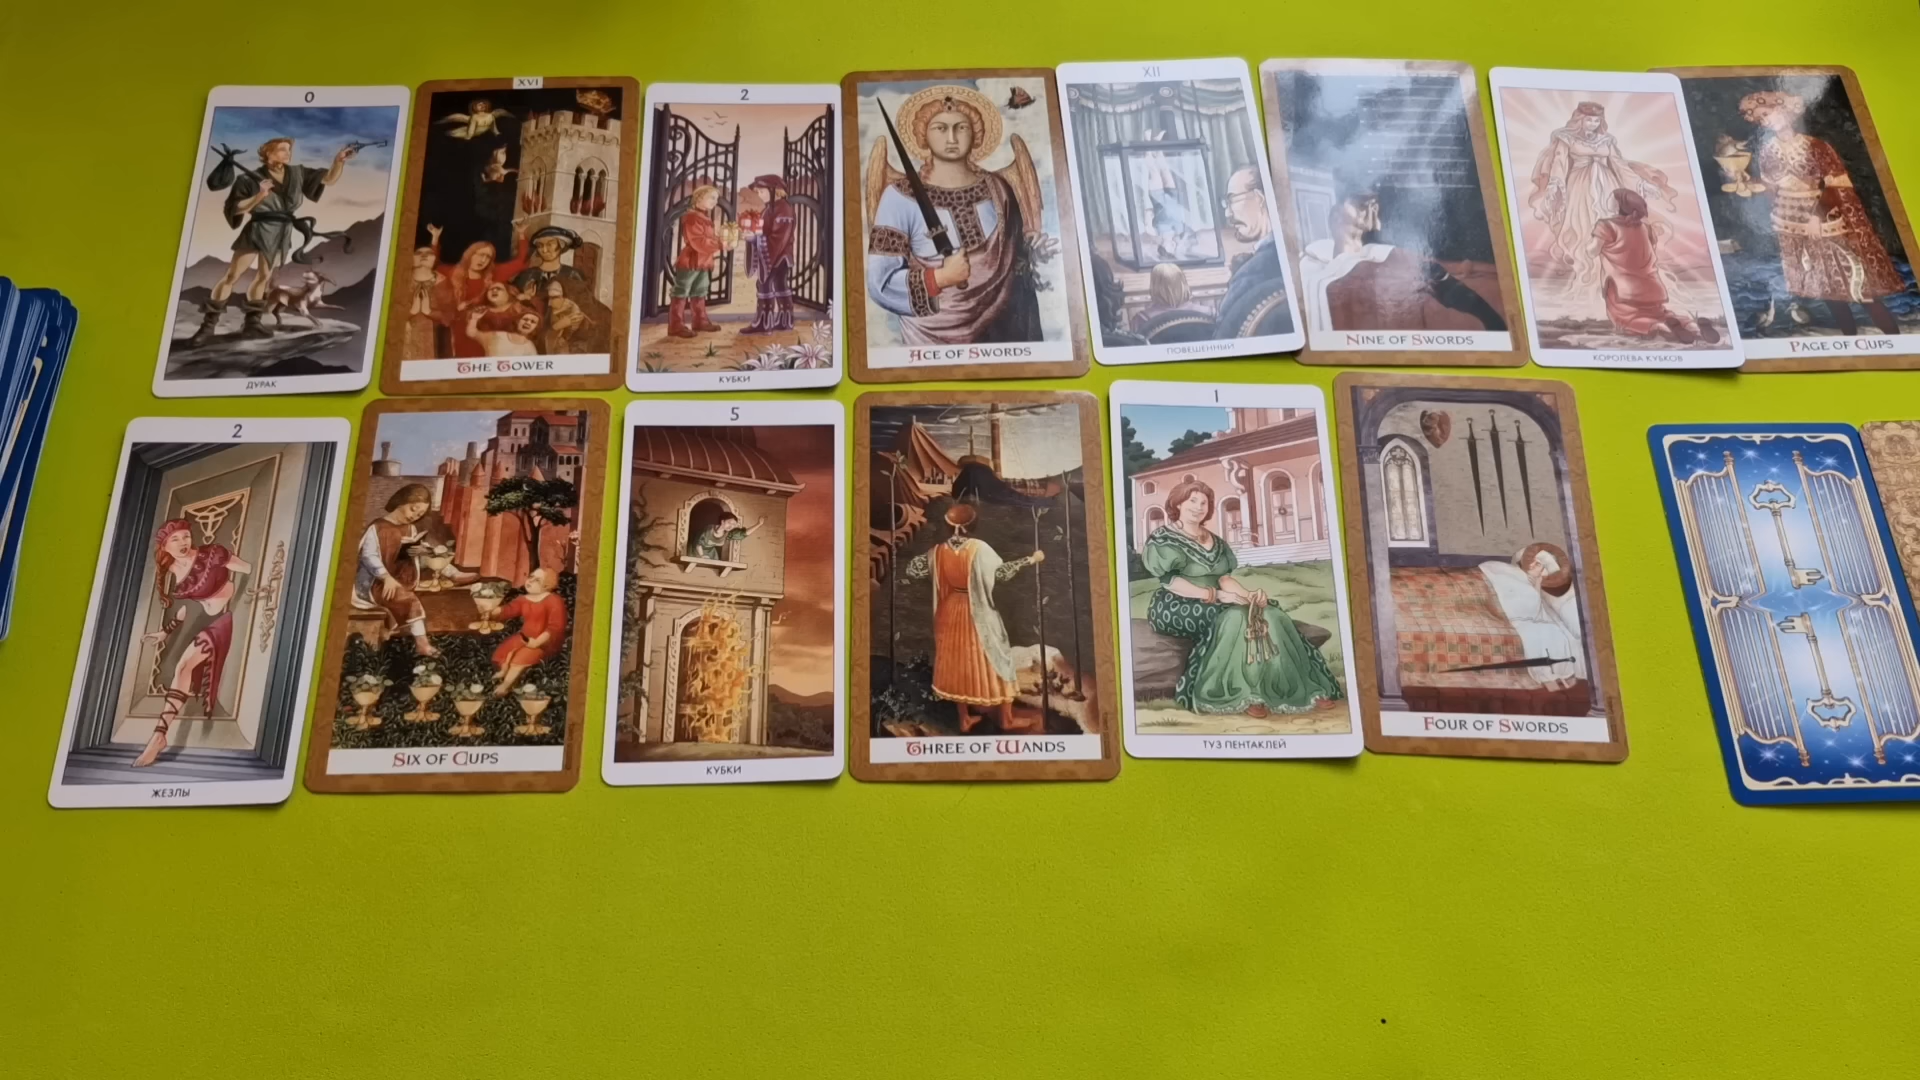 0
ДУРАК
XVI
THE TOWER
2
КУБКИ
ACE OF SWORDS
XII
ПОВЕШЕННЫЙ
NINE OF SWORDS
КОРОЛЕВА КУБКОВ
PAGE OF CUPS
2
ЖЕЗЛЫ
SIX OF CUPS
5
КУБКИ
THREE OF WANDS
1
ТУЗ ПЕНТАКЛЕЙ
FOUR OF SWORDS